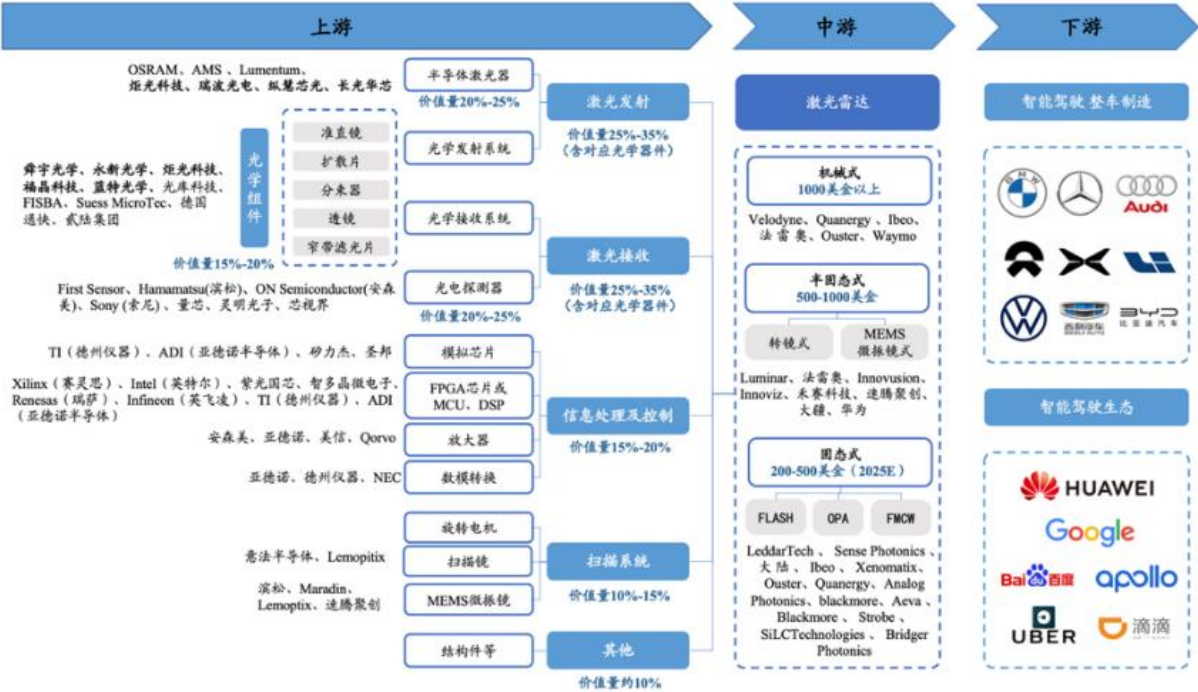 上游
中游
下游
OSRAM、AMS 、Lumentum、
炬光科技、瑞波光电、纵慧芯光、长光华芯
半导体激光器
价值量20%-25%
激光发射
价值量25%-35%
（含对应光学器件）
光学发射系统
舜宇光学、永新光学、炬光科技、
福晶科技、蓝特光学、光库科技、
FISBA、Suess MicroTec、德国
通快、贰陆集团
光学组件
价值量15%-20%
准直镜
扩散片
分束器
透镜
窄带滤光片
光学接收系统
激光接收
价值量25%-35%
（含对应光学器件）
First Sensor、Hamamatsu(滨松)、ON Semiconductor(安森
美)、Sony (索尼)、量芯、灵明光子、芯视界
光电探测器
价值量20%-25%
TI（德州仪器）、ADI（亚德诺半导体）、矽力杰、圣邦
模拟芯片
Xilinx（赛灵思）、Intel（英特尔）、紫光国芯、智多晶微电子、
Renesas（瑞萨）、Infineon（英飞凌）、TI（德州仪器）、ADI
（亚德诺半导体）
FPGA芯片或
MCU、DSP
信息处理及控制
价值量15%-20%
安森美、亚德诺、美信、Qorvo
放大器
亚德诺、德州仪器、NEC
数模转换
旋转电机
意法半导体、Lemopitix
扫描镜
扫描系统
价值量10%-15%
滨松、Maradin、
Lemoptix、速腾聚创
MEMS微振镜
结构件等
其他
价值量约10%
激光雷达
机械式
1000美金以上
Velodyne、Quanergy 、Ibeo、
法雷奥、Ouster、Waymo
半固态式
500-1000美金
转镜式
MEMS
微振镜式
Luminar、法雷奥、Innovusion、
Innoviz、禾赛科技、速腾聚创、
大疆、华为
固态式
200-500美金（2025E）
FLASH
OPA
FMCW
LeddarTech 、 Sense Photonics 、
大陆 、Ibeo 、Xenomatix、
Ouster、Quanergy、Analog
Photonics、blackmore、Aeva 、
Blackmore 、 Strobe 、
SiLCTechnologies 、 Bridger
Photonics
智能驾驶 整车制造
BMW
Audi
吉利汽车
BYD
比亚迪汽车
智能驾驶生态
HUAWEI
Google
Bai du 百度
apollo
UBER
滴滴